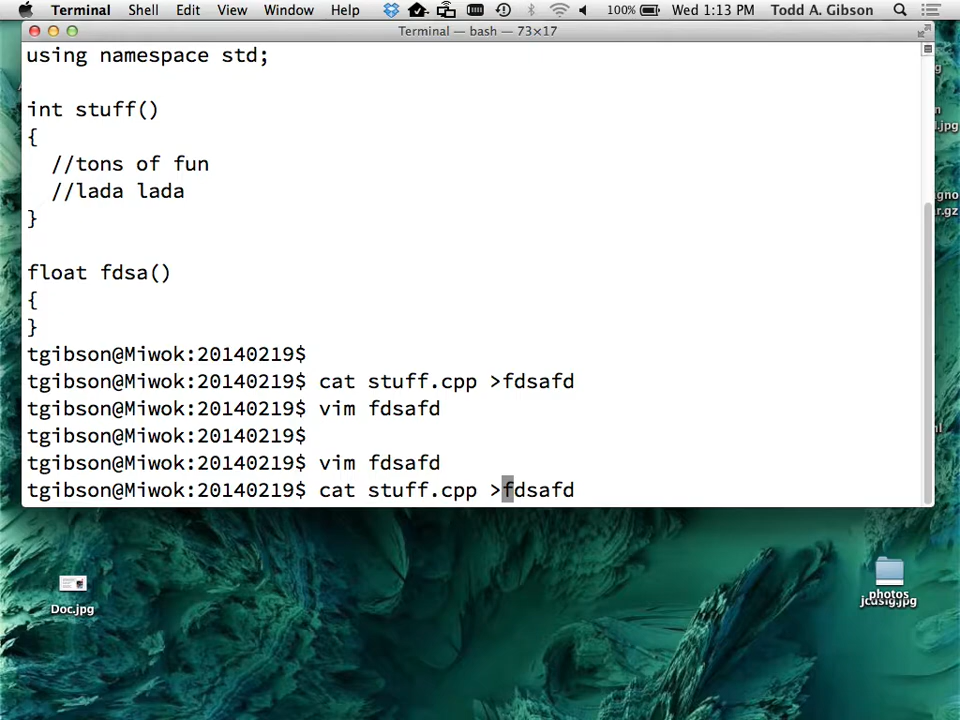 Terminal Shell Edit View Window Help 100% Wed 1:13 PM Todd A. Gibson
Terminal — bash — 73×17
using namespace std;
int stuff()
{
//tons of fun
//lada lada
}
float fdsa()
{
}
tgibson@Miwok:20140219$
tgibson@Miwok:20140219$ cat stuff.cpp >fdsafd
tgibson@Miwok:20140219$ vim fdsafd
tgibson@Miwok:20140219$
tgibson@Miwok:20140219$ vim fdsafd
tgibson@Miwok:20140219$ cat stuff.cpp >fdsafd
Doc.jpg
photos